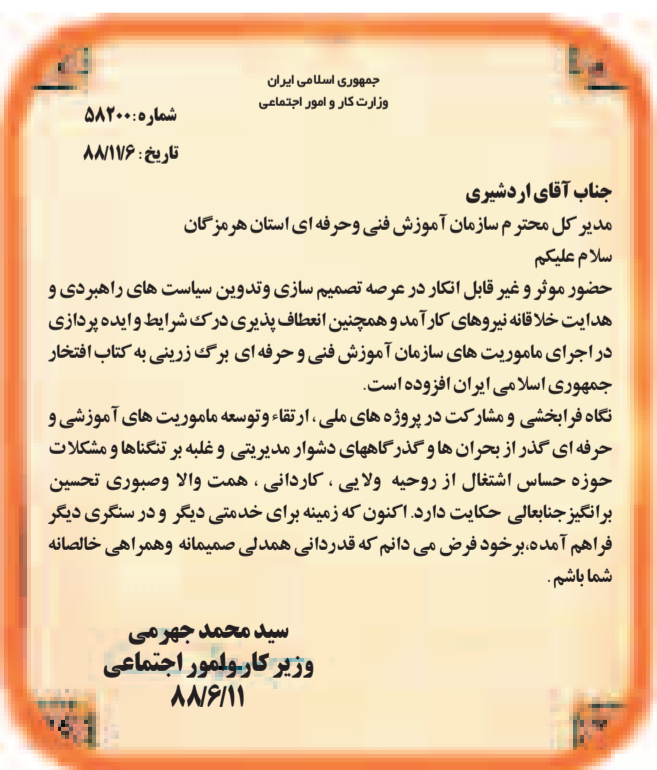 جمهوری اسلامی ایران
وزارت کار و امور اجتماعی
شماره: ۵۸۲۰۰
تاریخ: ۸۸/۱۱/۶
جناب آقای اردشیری
مدیر کل محتر م سازمان آموزش فنی وحرفه ای استان هرمزگان
سلام علیکم
حضور موثر و غیر قابل انکار در عرصه تصمیم سازی وتدوین سیاست های راهبردی و
هدایت خلاقانه نیروهای کارآمد و همچنین انعطاف پذیری درک شرایط و ایده پردازی
در اجرای ماموریت های سازمان آموزش فنی و حرفه ای برگ زرینی به کتاب افتخار
جمهوری اسلامی ایران افزوده است.
نگاه فرابخشی و مشارکت در پروژه های ملی ، ارتقاء وتوسعه ماموریت های آموزشی و
حرفه ای گذر از بحران ها و گذرگاههای دشوار مدیریتی و غلبه بر تنگناها و مشکلات
حوزه حساس اشتغال از روحیه ولایی ، کاردانی ، همت والا وصبوری تحسین
برانگیز جنابعالی حکایت دارد. اکنون که زمینه برای خدمتی دیگر و در سنگری دیگر
فراهم آمده،برخود فرض می دانم که قدردانی همدلی صمیمانه وهمراهی خالصانه
شما باشم .
سید محمد جهرمی
وزیر کار وامور اجتماعی
۸۸/۶/۱۱